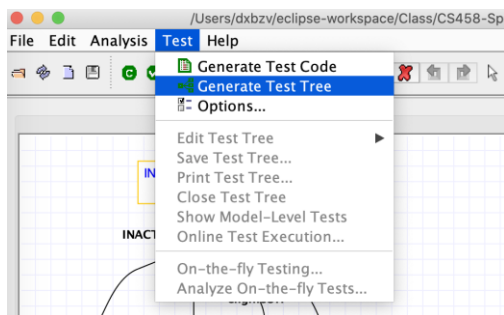 /Users/dxbzv/eclipse-workspace/Class/CS458-Sp
File Edit Analysis Test Help
Generate Test Code
Generate Test Tree
Options...
Edit Test Tree
Save Test Tree...
Print Test Tree...
Close Test Tree
Show Model-Level Tests
Online Test Execution...
On-the-fly Testing...
Analyze On-the-fly Tests...
IN
INACT